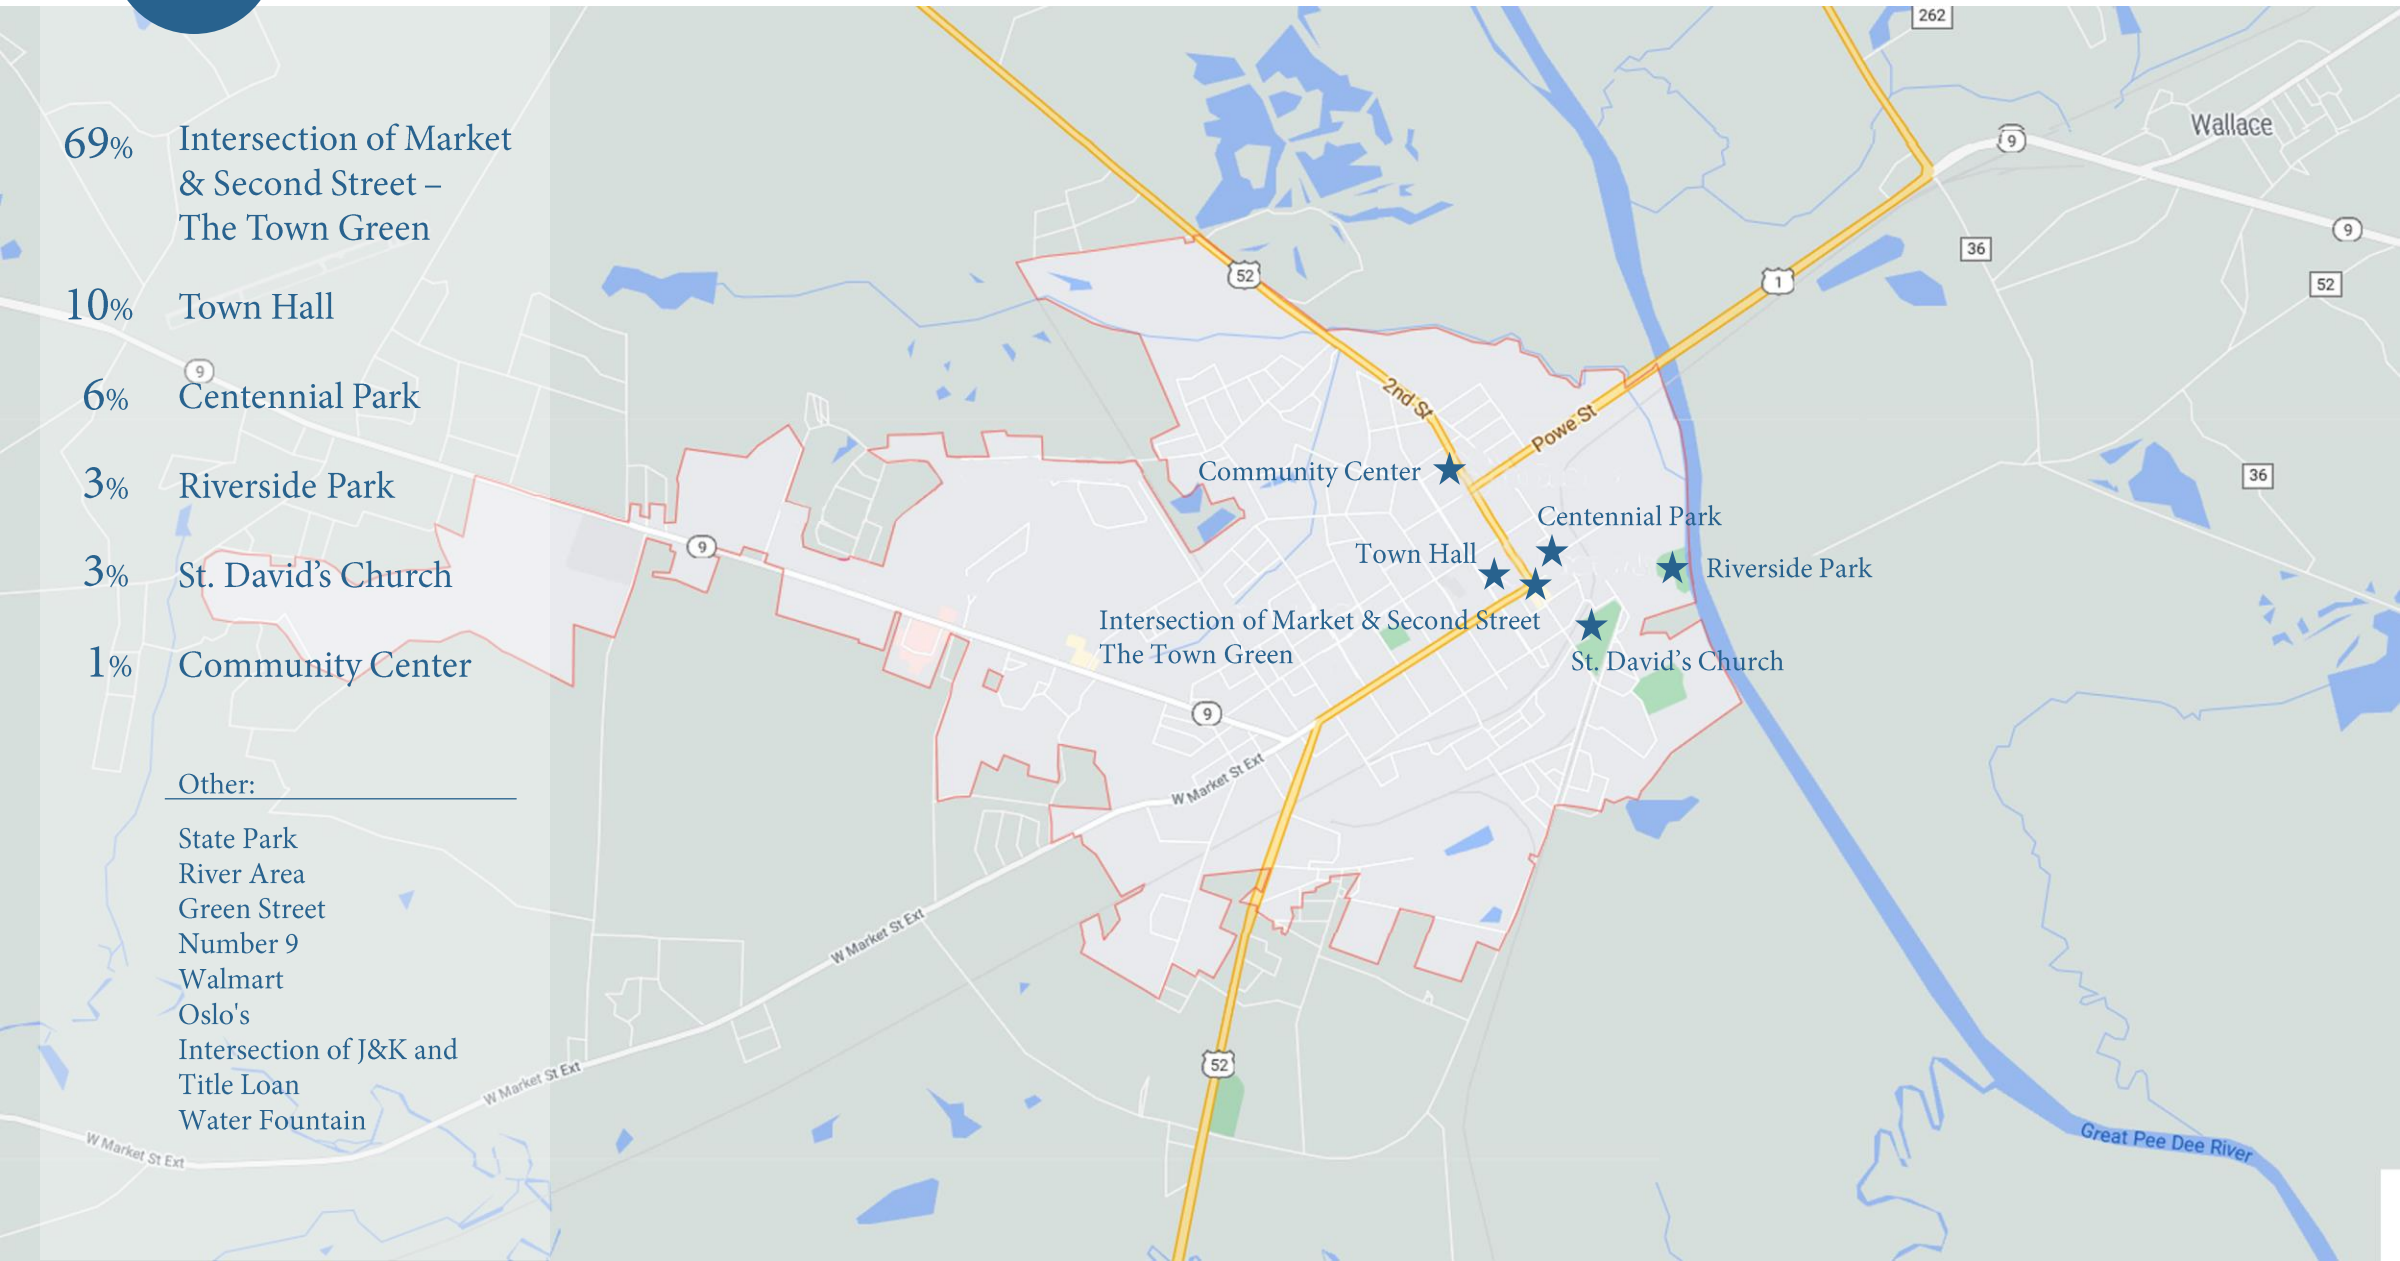 69% Intersection of Market
& Second Street –
The Town Green
10% Town Hall
6% Centennial Park
3% Riverside Park
3% St. David’s Church
1% Community Center
Other:
State Park
River Area
Green Street
Number 9
Walmart
Oslo's
Intersection of J&K and
Title Loan
Water Fountain
262
Wallace
9
9
36
52
52
1
9
2nd St
Powe St
Community Center
36
Centennial Park
Town Hall
9
Riverside Park
Intersection of Market & Second Street
The Town Green
St. David’s Church
9
W Market St Ext
W Market St Ext
52
W Market St Ext
W Market St Ext
Great Pee Dee River